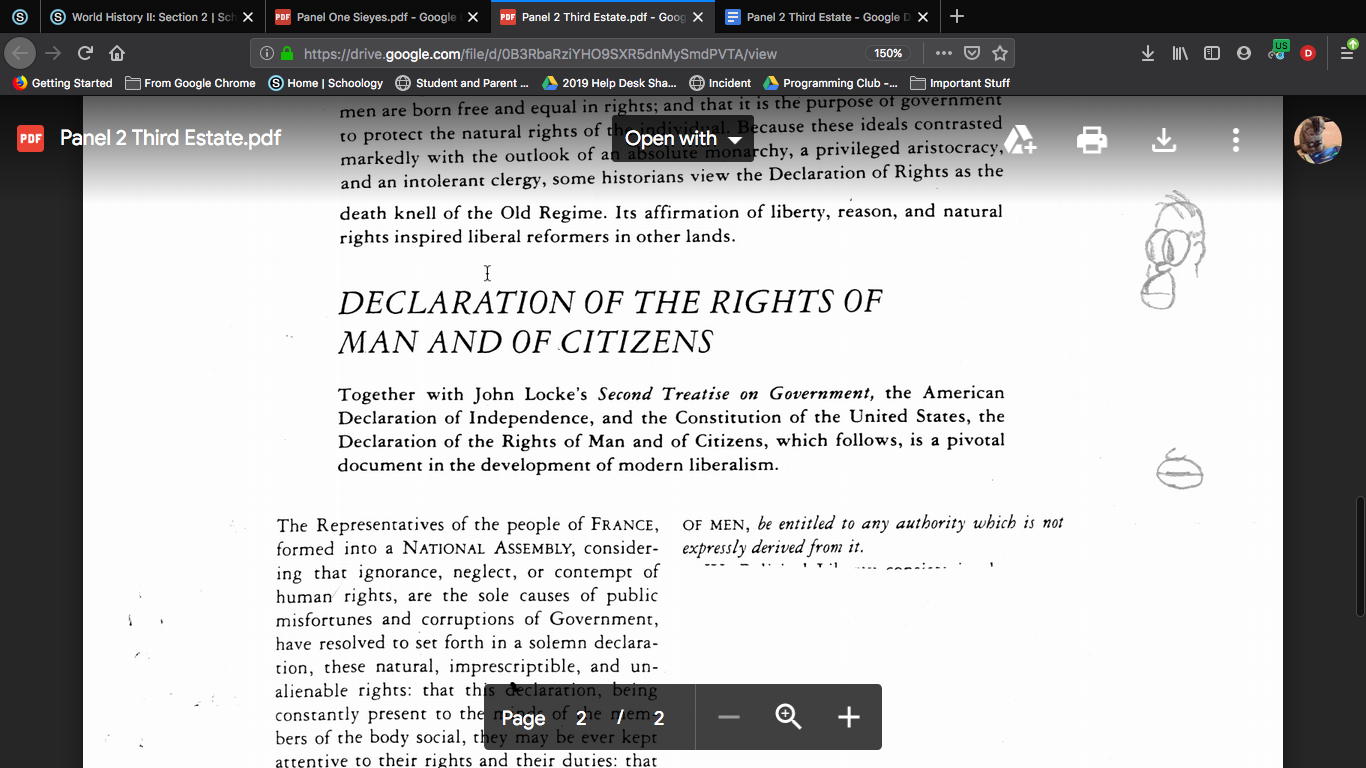 World History II: Section 2 | Sch
Panel One Sieyes.pdf - Google
Panel 2 Third Estate.pdf - Goog
Panel 2 Third Estate - Google D
https://drive.google.com/file/d/0B3RbaRziYHO9SXR5dnMySmdPVTA/view
150%
US
D
Getting Started
From Google Chrome
Home | Schoology
Student and Parent ...
2019 Help Desk Sha...
Incident
Programming Club -...
Important Stuff
PDF
Panel 2 Third Estate.pdf
Open with
men are born free and equal in rights; and that it is the purpose of government
to protect the natural rights of the individual. Because these ideals contrasted
markedly with the outlook of an absolute monarchy, a privileged aristocracy,
and an intolerant clergy, some historians view the Declaration of Rights as the
death knell of the Old Regime. Its affirmation of liberty, reason, and natural
rights inspired liberal reformers in other lands.
DECLARATION OF THE RIGHTS OF
MAN AND OF CITIZENS
Together with John Locke's Second Treatise on Government, the American
Declaration of Independence, and the Constitution of the United States, the
Declaration of the Rights of Man and of Citizens, which follows, is a pivotal
document in the development of modern liberalism.
The Representatives of the people of FRANCE,
formed into a NATIONAL ASSEMBLY, consider-
ing that ignorance, neglect, or contempt of
human rights, are the sole causes of public
misfortunes and corruptions of Government,
have resolved to set forth in a solemn declara-
tion, these natural, imprescriptible, and un-
alienable rights: that this declaration, being
constantly present to the minds of the mem-
bers of the body social, they may be ever kept
attentive to their rights and their duties: that
OF MEN, be entitled to any authority which is not
expressly derived from it.
Page 2 / 2